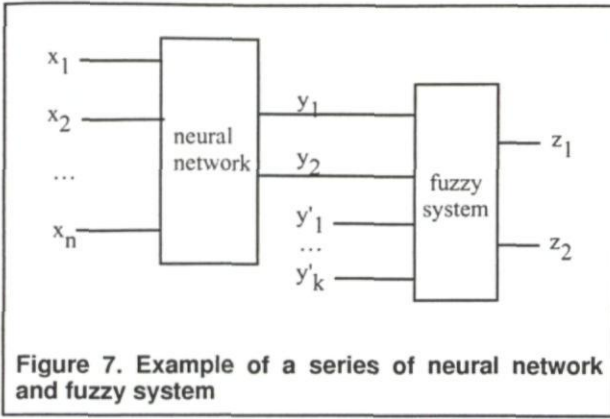 x1
x2
...
xn
neural
network
y1
y2
y'1
...
y'k
fuzzy
system
z1
z2
Figure 7. Example of a series of neural network
and fuzzy system